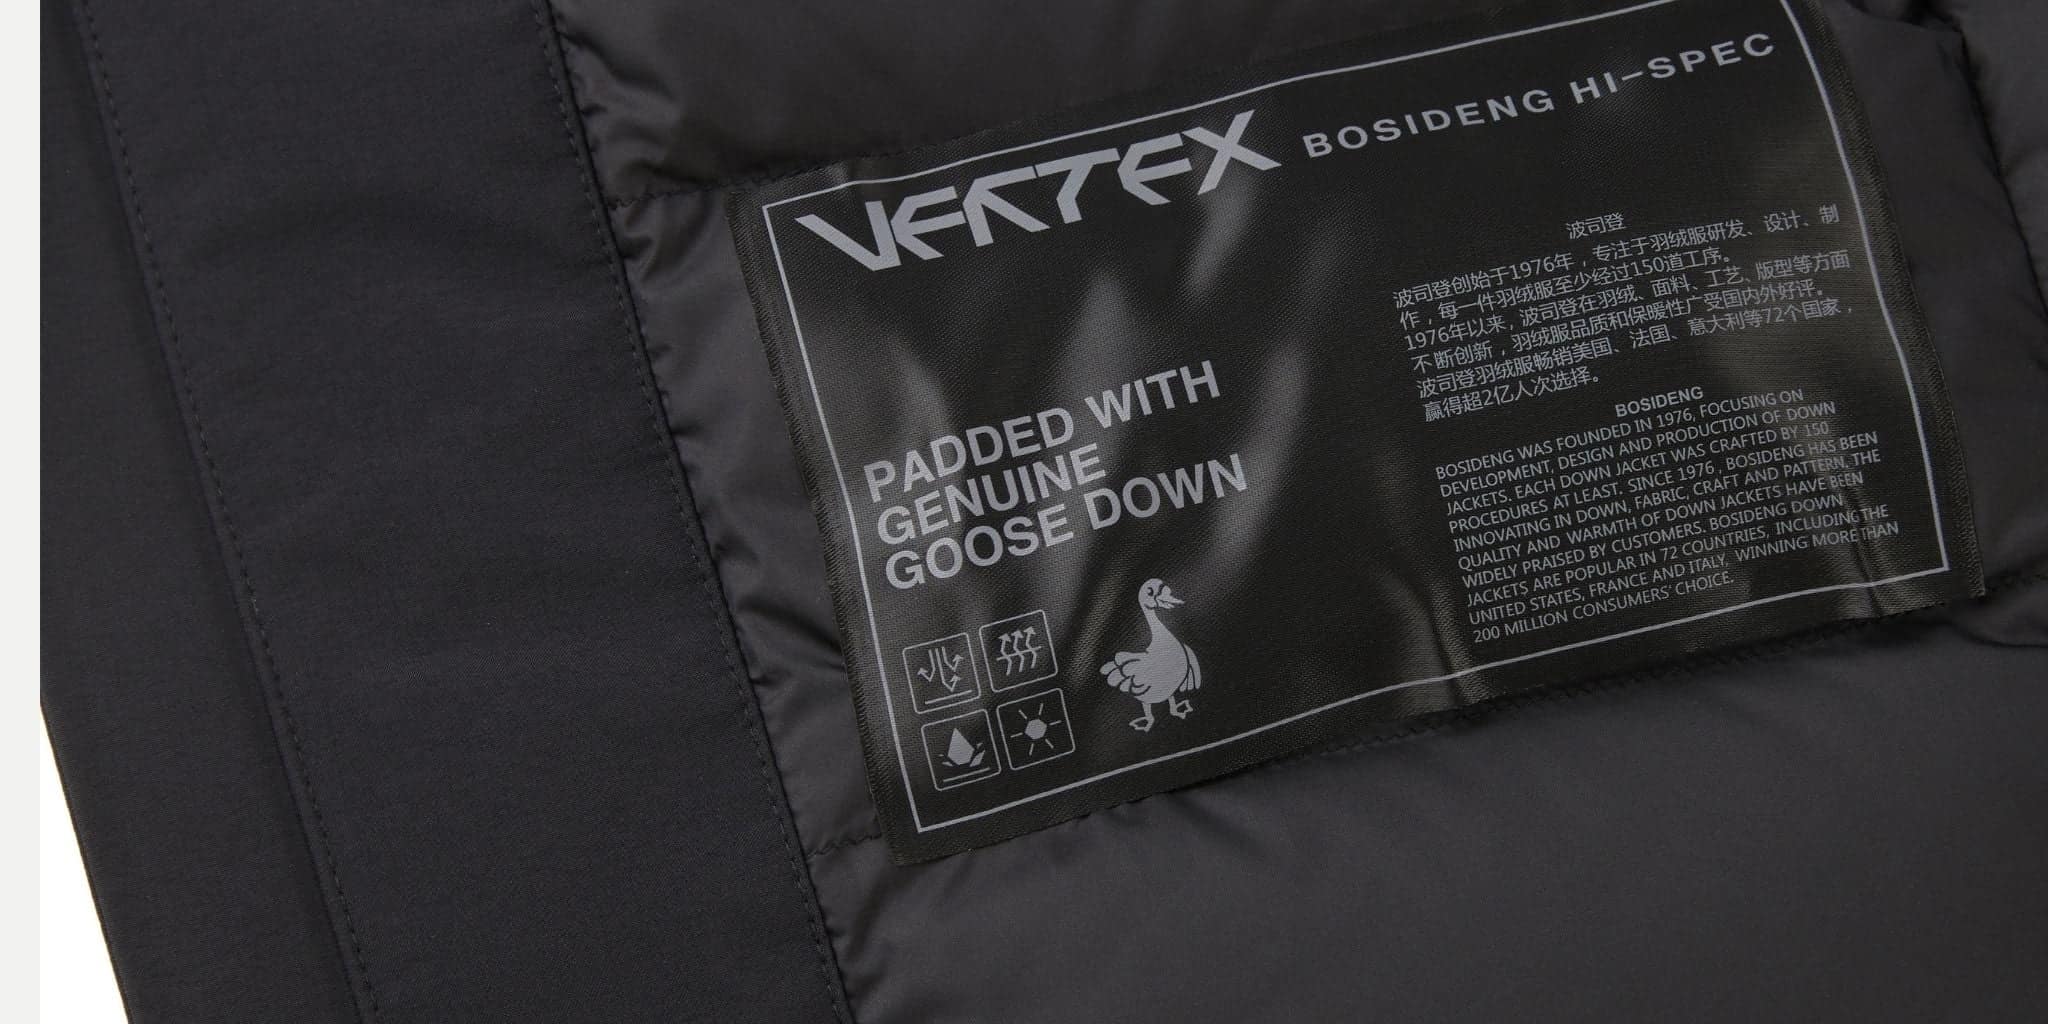 VERTEX BOSIDENG HI-SPEC
PADDED WITH
GENUINE
GOOSE DOWN
波司登
波司登创始于1976年，专注于羽绒服研发、设计、制
作，每一件羽绒服至少经过150道工序。
1976年以来，波司登在羽绒、面料、工艺、版型等方面
不断创新，羽绒服品质和保暖性广受国内外好评。
波司登羽绒服畅销美国、法国、意大利等72个国家，
赢得超2亿人次选择。
BOSIDENG
BOSIDENG WAS FOUNDED IN 1976, FOCUSING ON
DEVELOPMENT, DESIGN AND PRODUCTION OF DOWN
JACKETS. EACH DOWN JACKET WAS CRAFTED BY 150
PROCEDURES AT LEAST. SINCE 1976 , BOSIDENG HAS BEEN
INNOVATING IN DOWN, FABRIC, CRAFT AND PATTERN, THE
QUALITY AND WARMTH OF DOWN JACKETS HAVE BEEN
WIDELY PRAISED BY CUSTOMERS. BOSIDENG DOWN
JACKETS ARE POPULAR IN 72 COUNTRIES, INCLUDING THE
UNITED STATES, FRANCE AND ITALY, WINNING MORE THAN
200 MILLION CONSUMERS' CHOICE.